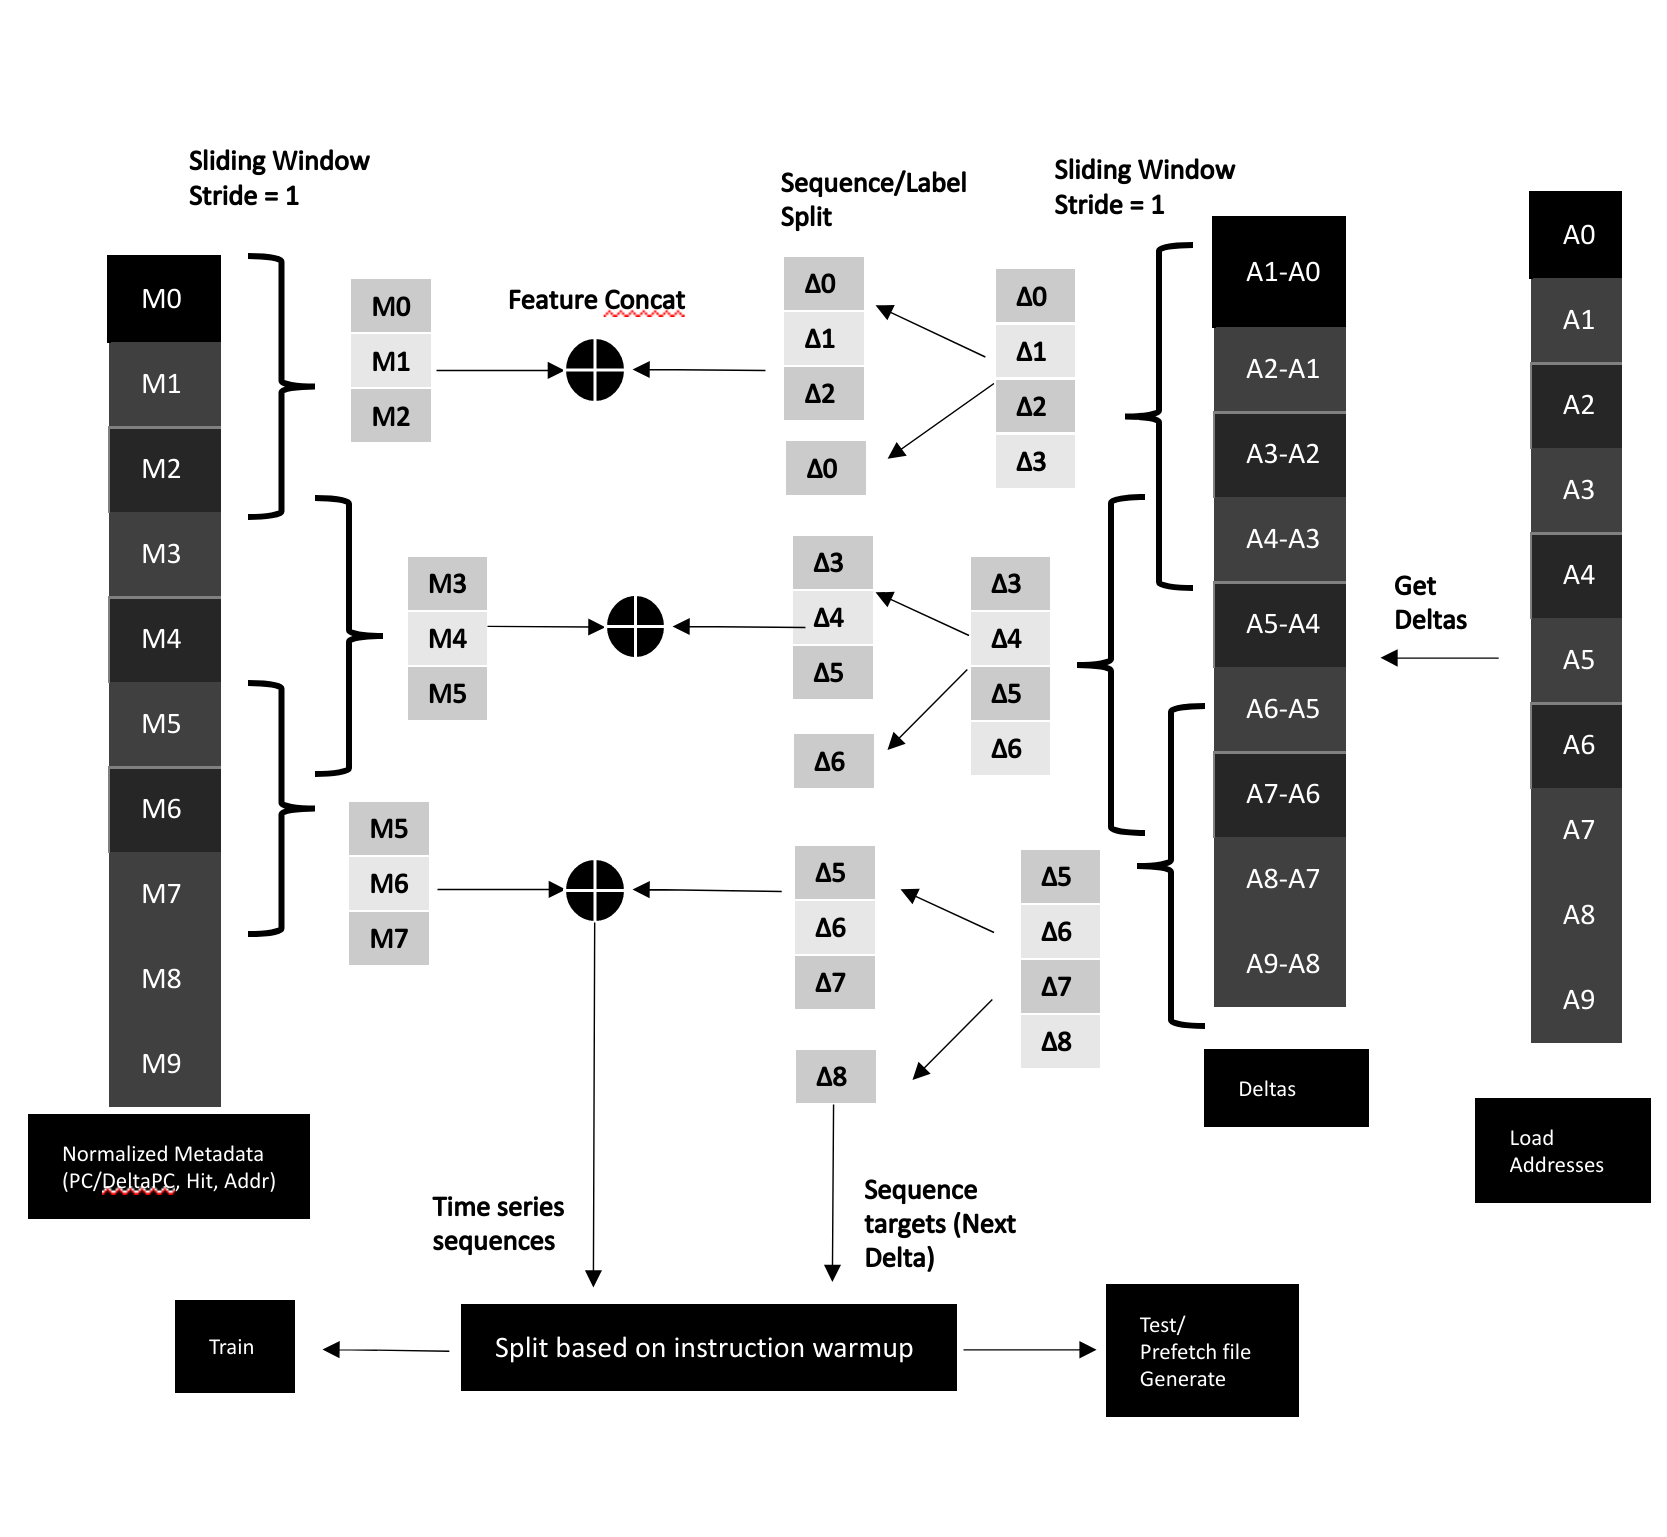 Sliding Window
Stride = 1
M0
M1
M2
M3
M4
M5
M6
M7
M8
M9
Normalized Metadata
(PC/DeltaPC, Hit, Addr)
M0
M1
M2
M3
M4
M5
M5
M6
M7
Feature Concat
Sequence/Label
Split
Δ0
Δ1
Δ2
Δ0
Δ3
Δ4
Δ5
Δ6
Δ5
Δ6
Δ7
Δ8
Δ0
Δ1
Δ2
Δ3
Δ3
Δ4
Δ5
Δ6
Δ5
Δ6
Δ7
Δ8
Sliding Window
Stride = 1
A1-A0
A2-A1
A3-A2
A4-A3
A5-A4
A6-A5
A7-A6
A8-A7
A9-A8
Deltas
Get
Deltas
A0
A1
A2
A3
A4
A5
A6
A7
A8
A9
Load
Addresses
Time series
sequences
Sequence
targets (Next
Delta)
Train
Split based on instruction warmup
Test/
Prefetch file
Generate